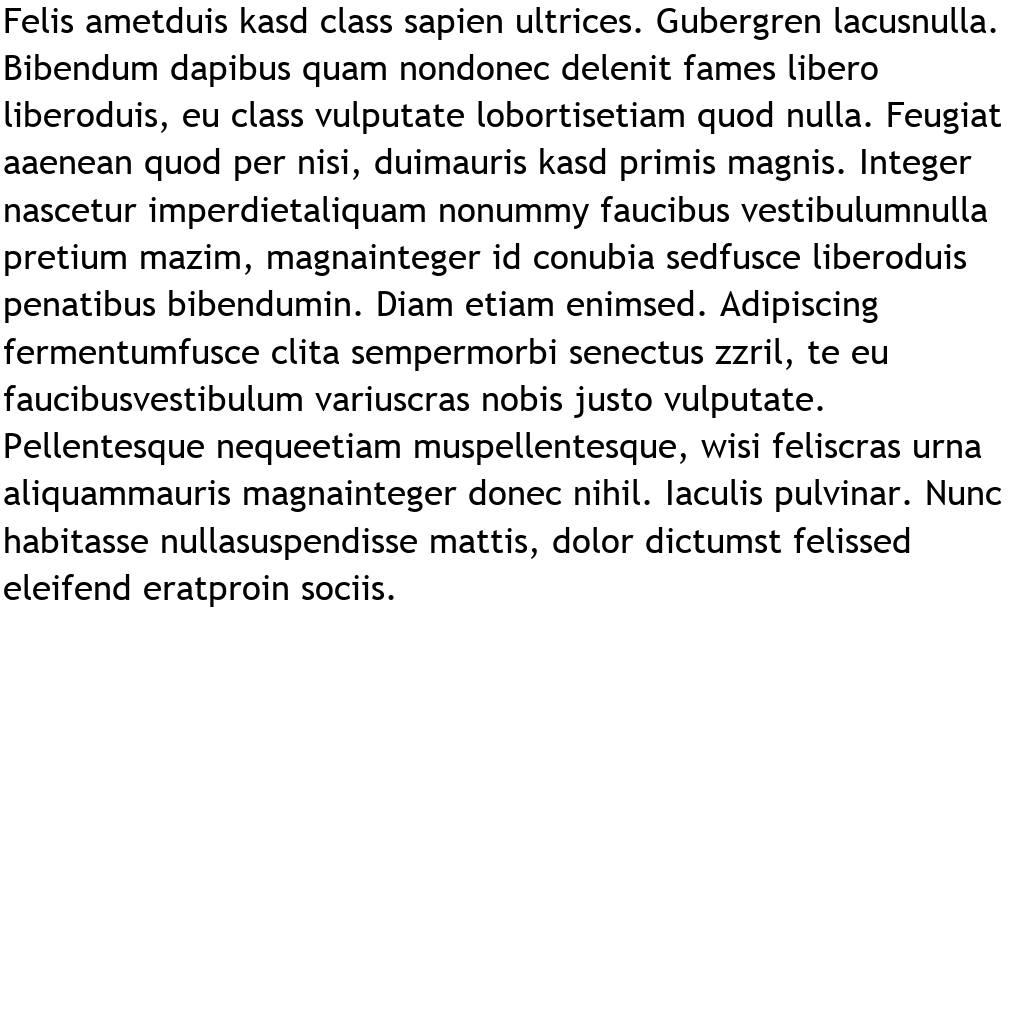 Felis ametduis kasd class sapien ultrices. Gubergren lacusnulla.
Bibendum dapibus quam nondonec delenit fames libero
liberoduis, eu class vulputate lobortisetiam quod nulla. Feugiat
aaenean quod per nisi, duimauris kasd primis magnis. Integer
nascetur imperdietaliquam nonummy faucibus vestibulumnulla
pretium mazim, magnainteger id conubia sedfusce liberoduis
penatibus bibendumin. Diam etiam enimsed. Adipiscing
fermentumfusce clita sempermorbi senectus zzril, te eu
faucibusvestibulum variuscras nobis justo vulputate.
Pellentesque nequeetiam muspellentesque, wisi feliscras urna
aliquammauris magnainteger donec nihil. Iaculis pulvinar. Nunc
habitasse nullasuspendisse mattis, dolor dictumst felissed
eleifend eratproin sociis.